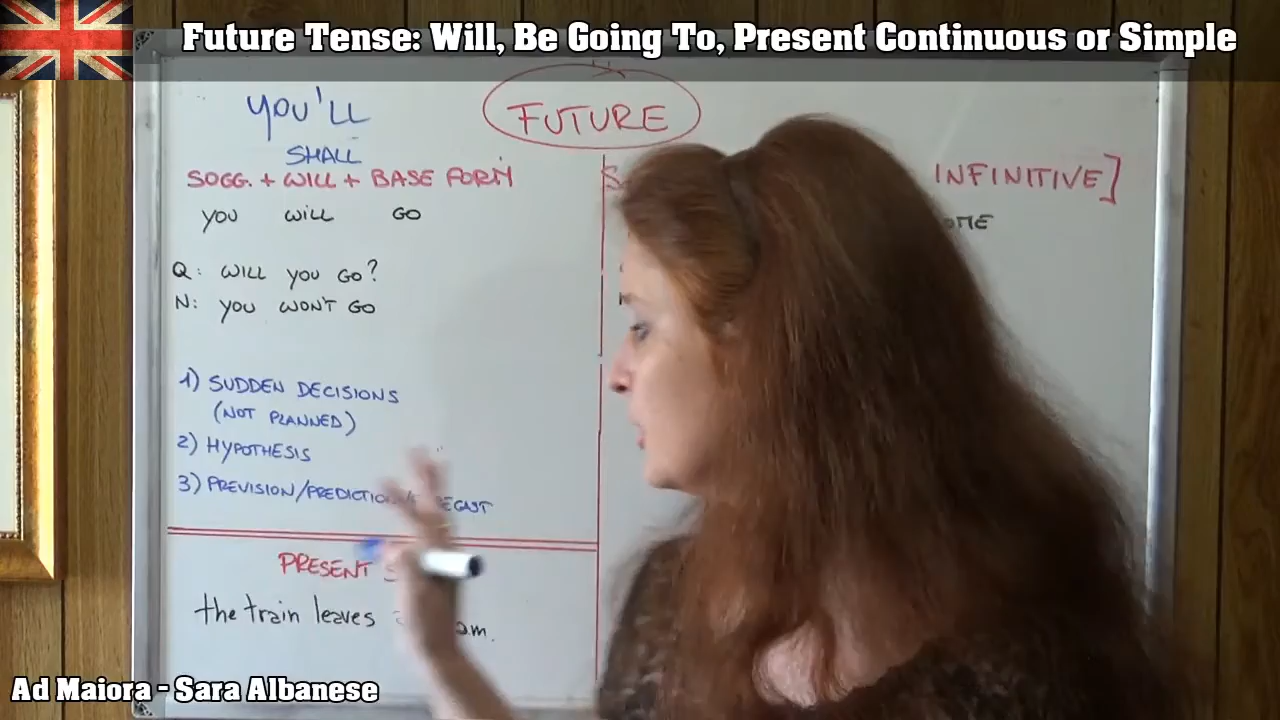 Future Tense: Will, Be Going To, Present Continuous or Simple
YOU'LL
FUTURE
SHALL
SOGG. + WILL + BASE FORM
INFINITIVE]
YOU WILL GO
Q: WILL YOU GO?
N: YOU WON'T GO
1) SUDDEN DECISIONS
(NOT PLANNED)
2) HYPOTHESIS
3) PREVISION/
PRESENT
the train leaves
a.m.
Ad Maiora - Sara Albanese